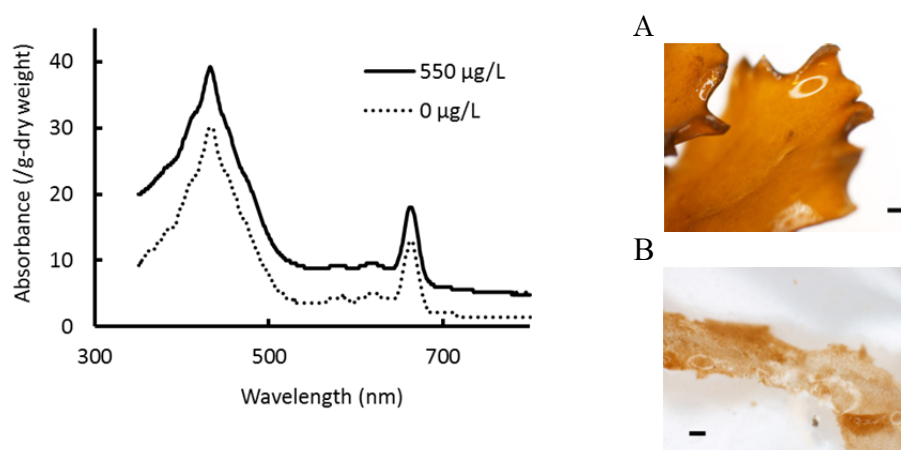 Absorbance (/g-dry weight)
40
30
20
10
0
300
500
700
Wavelength (nm)
550 µg/L
0 µg/L
A
B